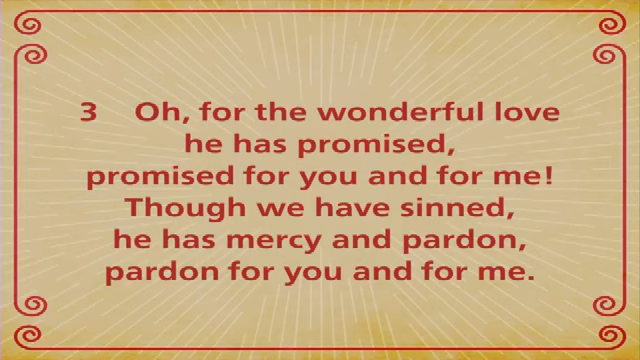 3 Oh, for the wonderful love
he has promised,
promised for you and for me!
Though we have sinned,
he has mercy and pardon,
pardon for you and for me.